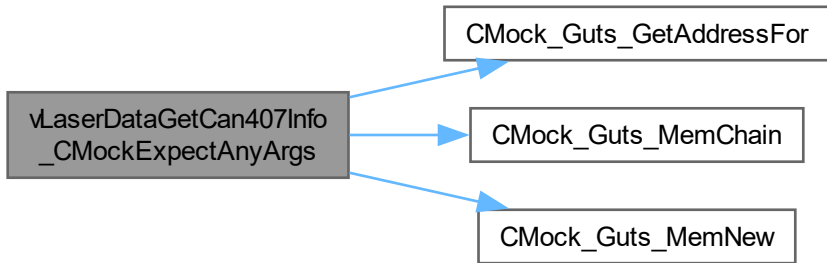 CMock_Guts_GetAddressFor
vLaserDataGetCan407Info
_CMockExpectAnyArgs
CMock_Guts_MemChain
CMock_Guts_MemNew